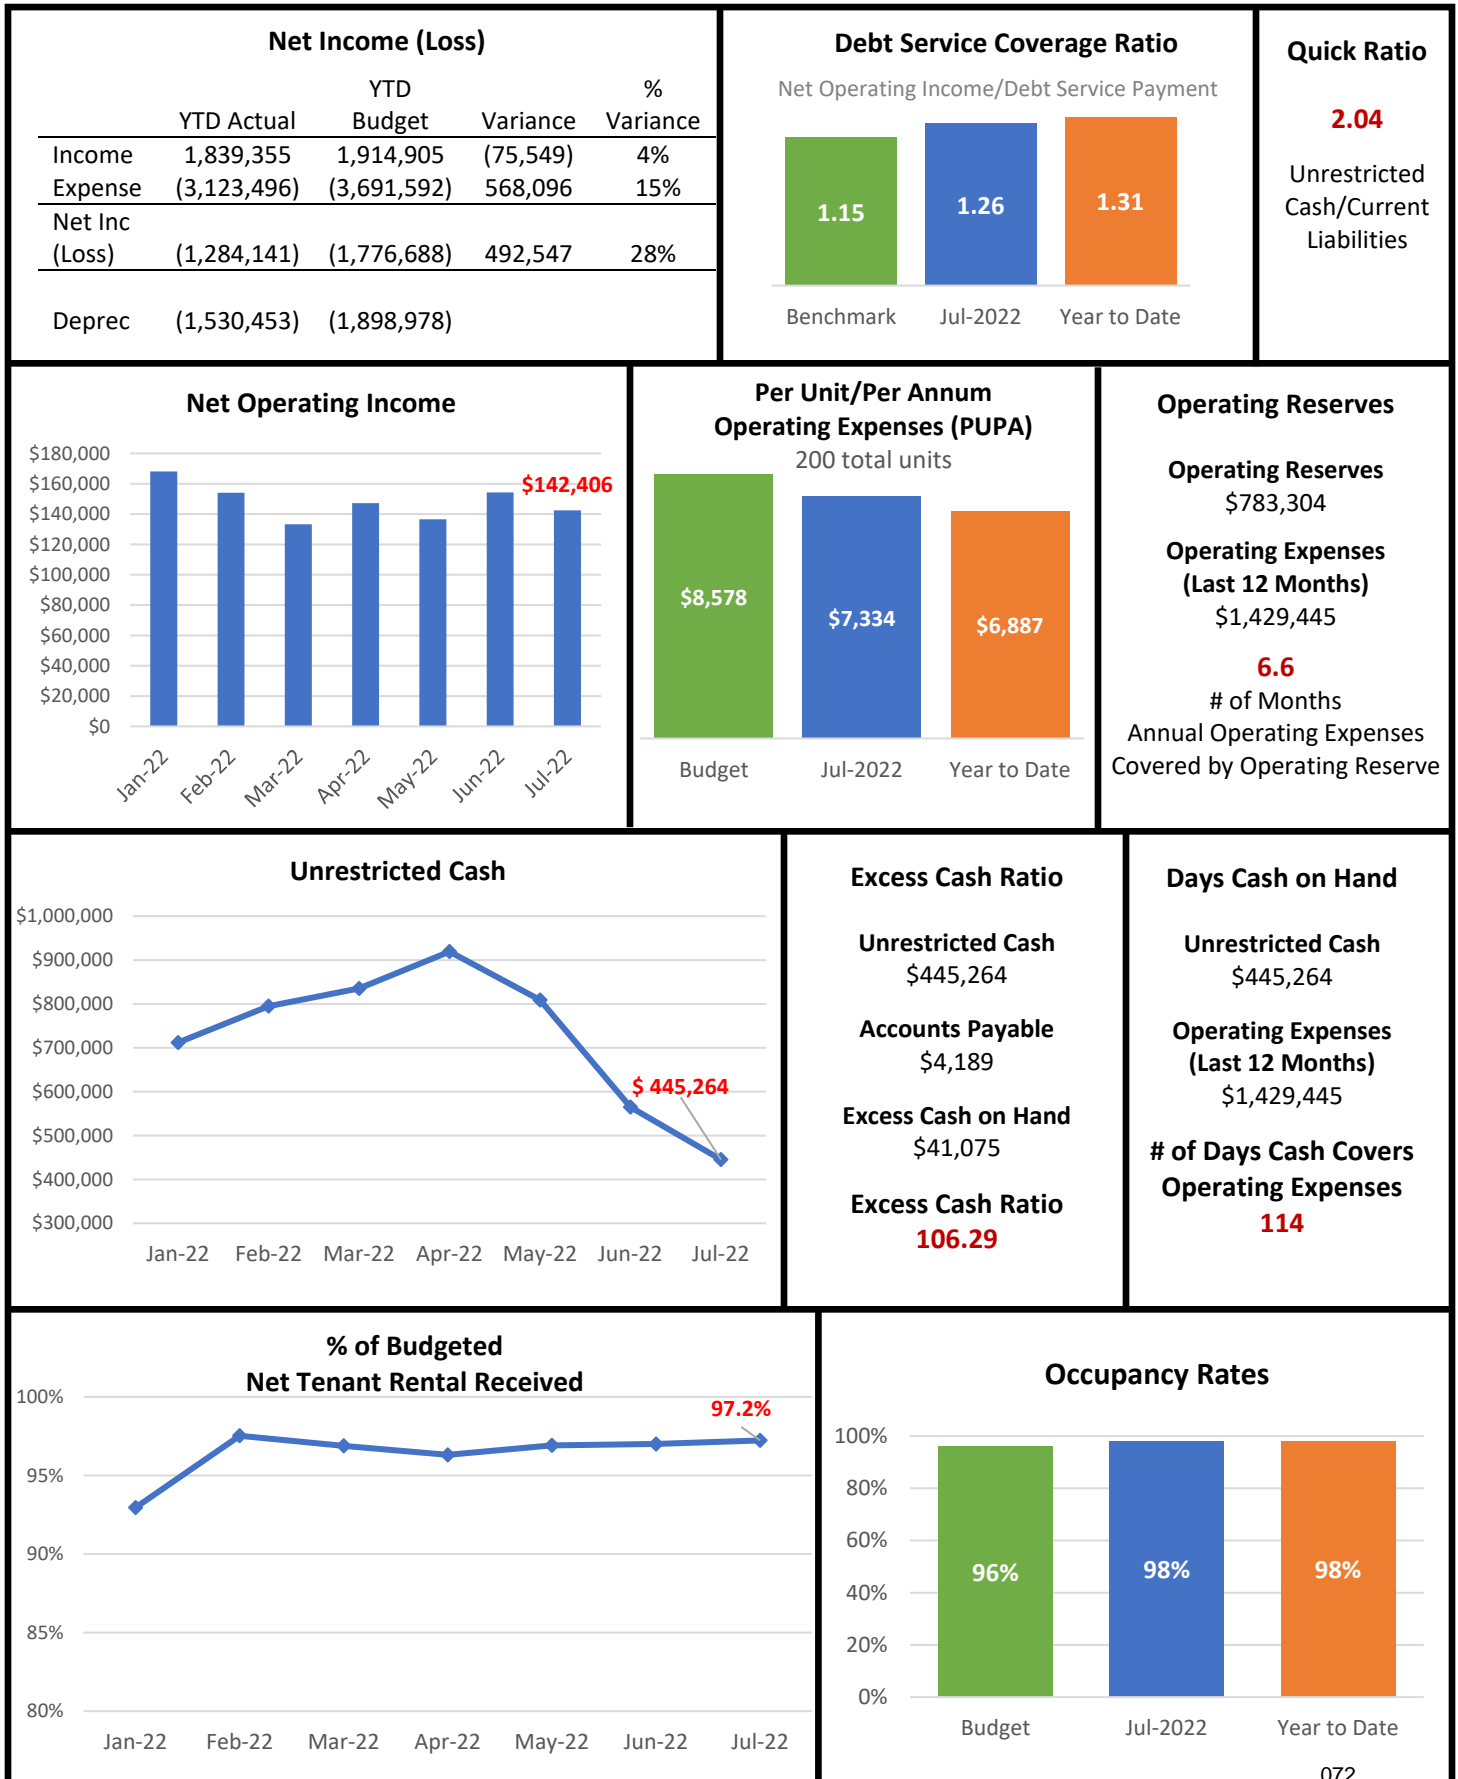 Net Income (Loss)
YTD %
YTD Actual Budget Variance Variance
Income 1,839,355 1,914,905 (75,549) 4%
Expense (3,123,496) (3,691,592) 568,096 15%
Net Inc
(Loss) (1,284,141) (1,776,688) 492,547 28%
Deprec (1,530,453) (1,898,978)
Debt Service Coverage Ratio
Net Operating Income/Debt Service Payment
1.15 1.26 1.31
Benchmark Jul-2022 Year to Date
Quick Ratio
2.04
Unrestricted
Cash/Current
Liabilities
Net Operating Income
$180,000
$160,000
$140,000
$120,000
$100,000
$80,000
$60,000
$40,000
$20,000
$0
$142,406
Jan-22 Feb-22 Mar-22 Apr-22 May-22 Jun-22 Jul-22
Per Unit/Per Annum
Operating Expenses (PUPA)
200 total units
$8,578 $7,334 $6,887
Budget Jul-2022 Year to Date
Operating Reserves
Operating Reserves
$783,304
Operating Expenses
(Last 12 Months)
$1,429,445
6.6
# of Months
Annual Operating Expenses
Covered by Operating Reserve
Unrestricted Cash
$1,000,000
$900,000
$800,000
$700,000
$600,000
$500,000
$400,000
$300,000
$ 445,264
Jan-22 Feb-22 Mar-22 Apr-22 May-22 Jun-22 Jul-22
Excess Cash Ratio
Unrestricted Cash
$445,264
Accounts Payable
$4,189
Excess Cash on Hand
$41,075
Excess Cash Ratio
106.29
Days Cash on Hand
Unrestricted Cash
$445,264
Operating Expenses
(Last 12 Months)
$1,429,445
# of Days Cash Covers
Operating Expenses
114
% of Budgeted
Net Tenant Rental Received
100%
95%
90%
85%
80%
97.2%
Jan-22 Feb-22 Mar-22 Apr-22 May-22 Jun-22 Jul-22
Occupancy Rates
100%
80%
60%
40%
20%
0%
96% 98% 98%
Budget Jul-2022 Year to Date
072